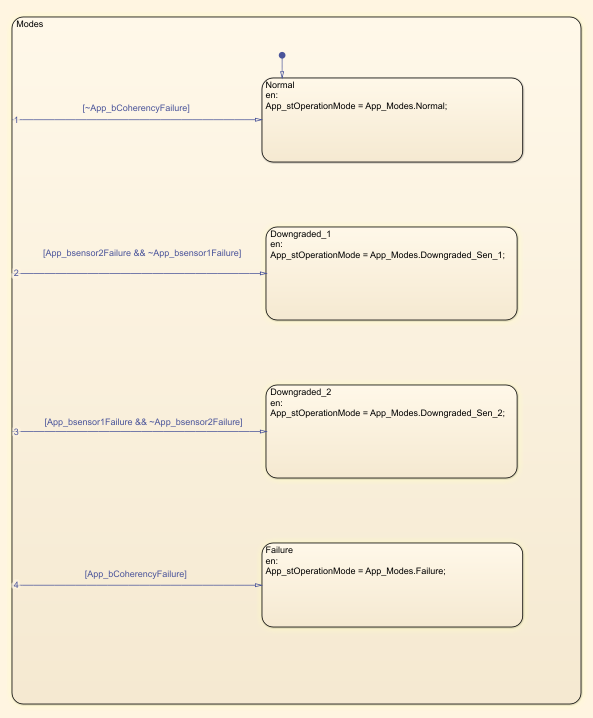 Modes
Normal
en:
App_stOperationMode = App_Modes.Normal;
[~App_bCoherencyFailure]
1
Downgraded_1
en:
App_stOperationMode = App_Modes.Downgraded_Sen_1;
[App_bsensor2Failure && ~App_bsensor1Failure]
2
Downgraded_2
en:
App_stOperationMode = App_Modes.Downgraded_Sen_2;
[App_bsensor1Failure && ~App_bsensor2Failure]
3
Failure
en:
App_stOperationMode = App_Modes.Failure;
[App_bCoherencyFailure]
4